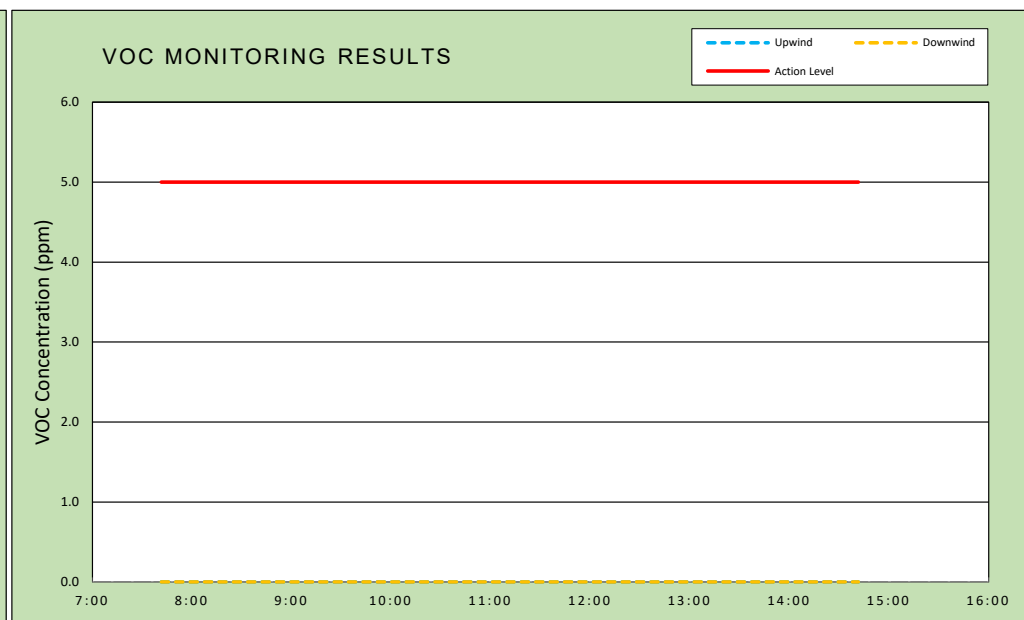 VOC MONITORING RESULTS
Upwind
Downwind
Action Level
VOC Concentration (ppm)
6.0
5.0
4.0
3.0
2.0
1.0
0.0
7:00 8:00 9:00 10:00 11:00 12:00 13:00 14:00 15:00 16:00